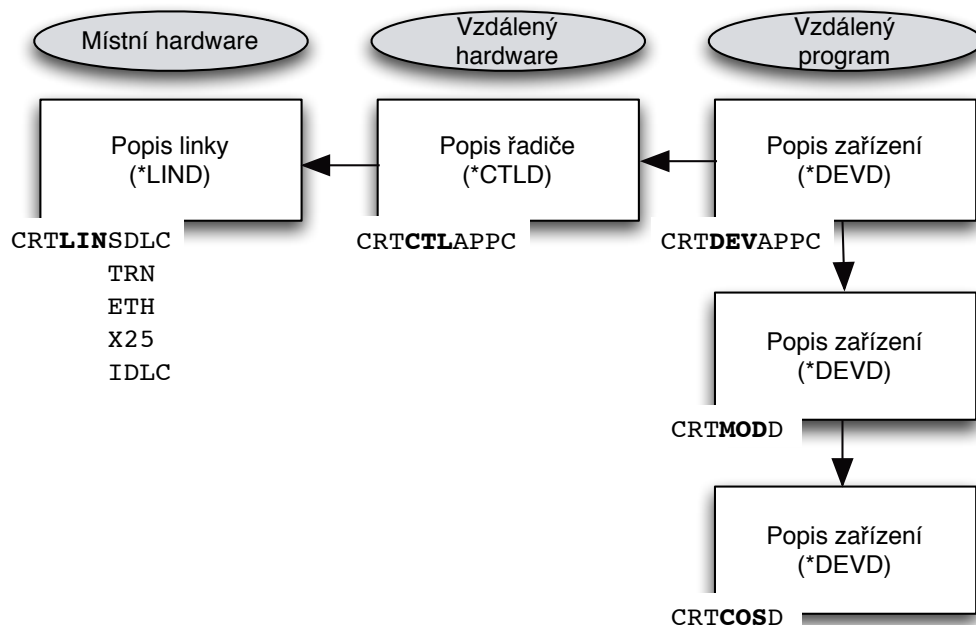 Místní hardware
Vzdálený
hardware
Vzdálený
program
Popis linky
(*LIND)
Popis řadiče
(*CTLD)
Popis zařízení
(*DEVD)
CRTLINSDLC
TRN
ETH
X25
IDLC
CRTCTLAPPC
CRTDEVAPPC
Popis zařízení
(*DEVD)
CRTMODD
Popis zařízení
(*DEVD)
CRTCOSD